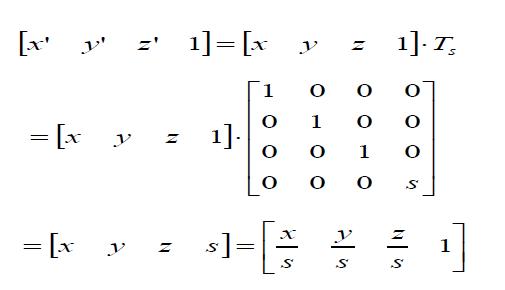 [x' y' z' 1]=[x y z 1]·Tₛ
=[x y z 1]·[1 0 0 0
0 1 0 0
0 0 1 0
0 0 0 s]
=[x y z s]=[x/s y/s z/s 1]